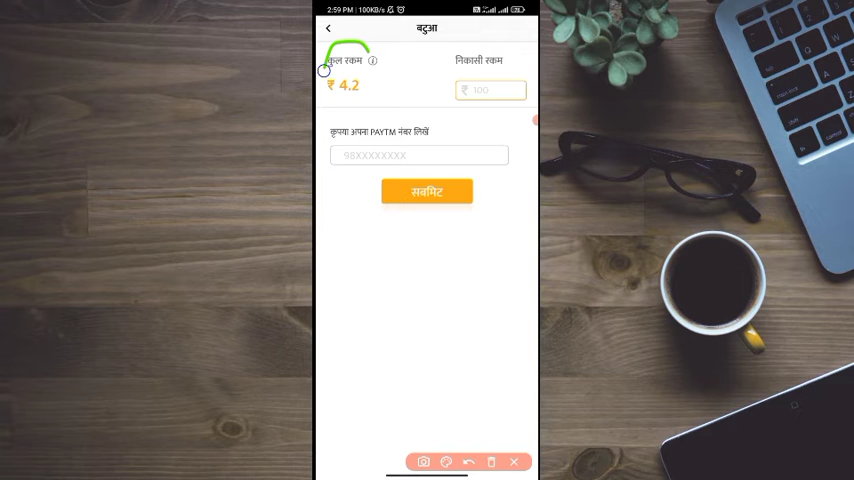 2:59 PM | 100KB/s
बटुआ
कुल रकम
निकासी रकम
₹ 4.2
₹ 100
कृपया अपना PAYTM नंबर लिखें
98XXXXXXXX
सबमिट